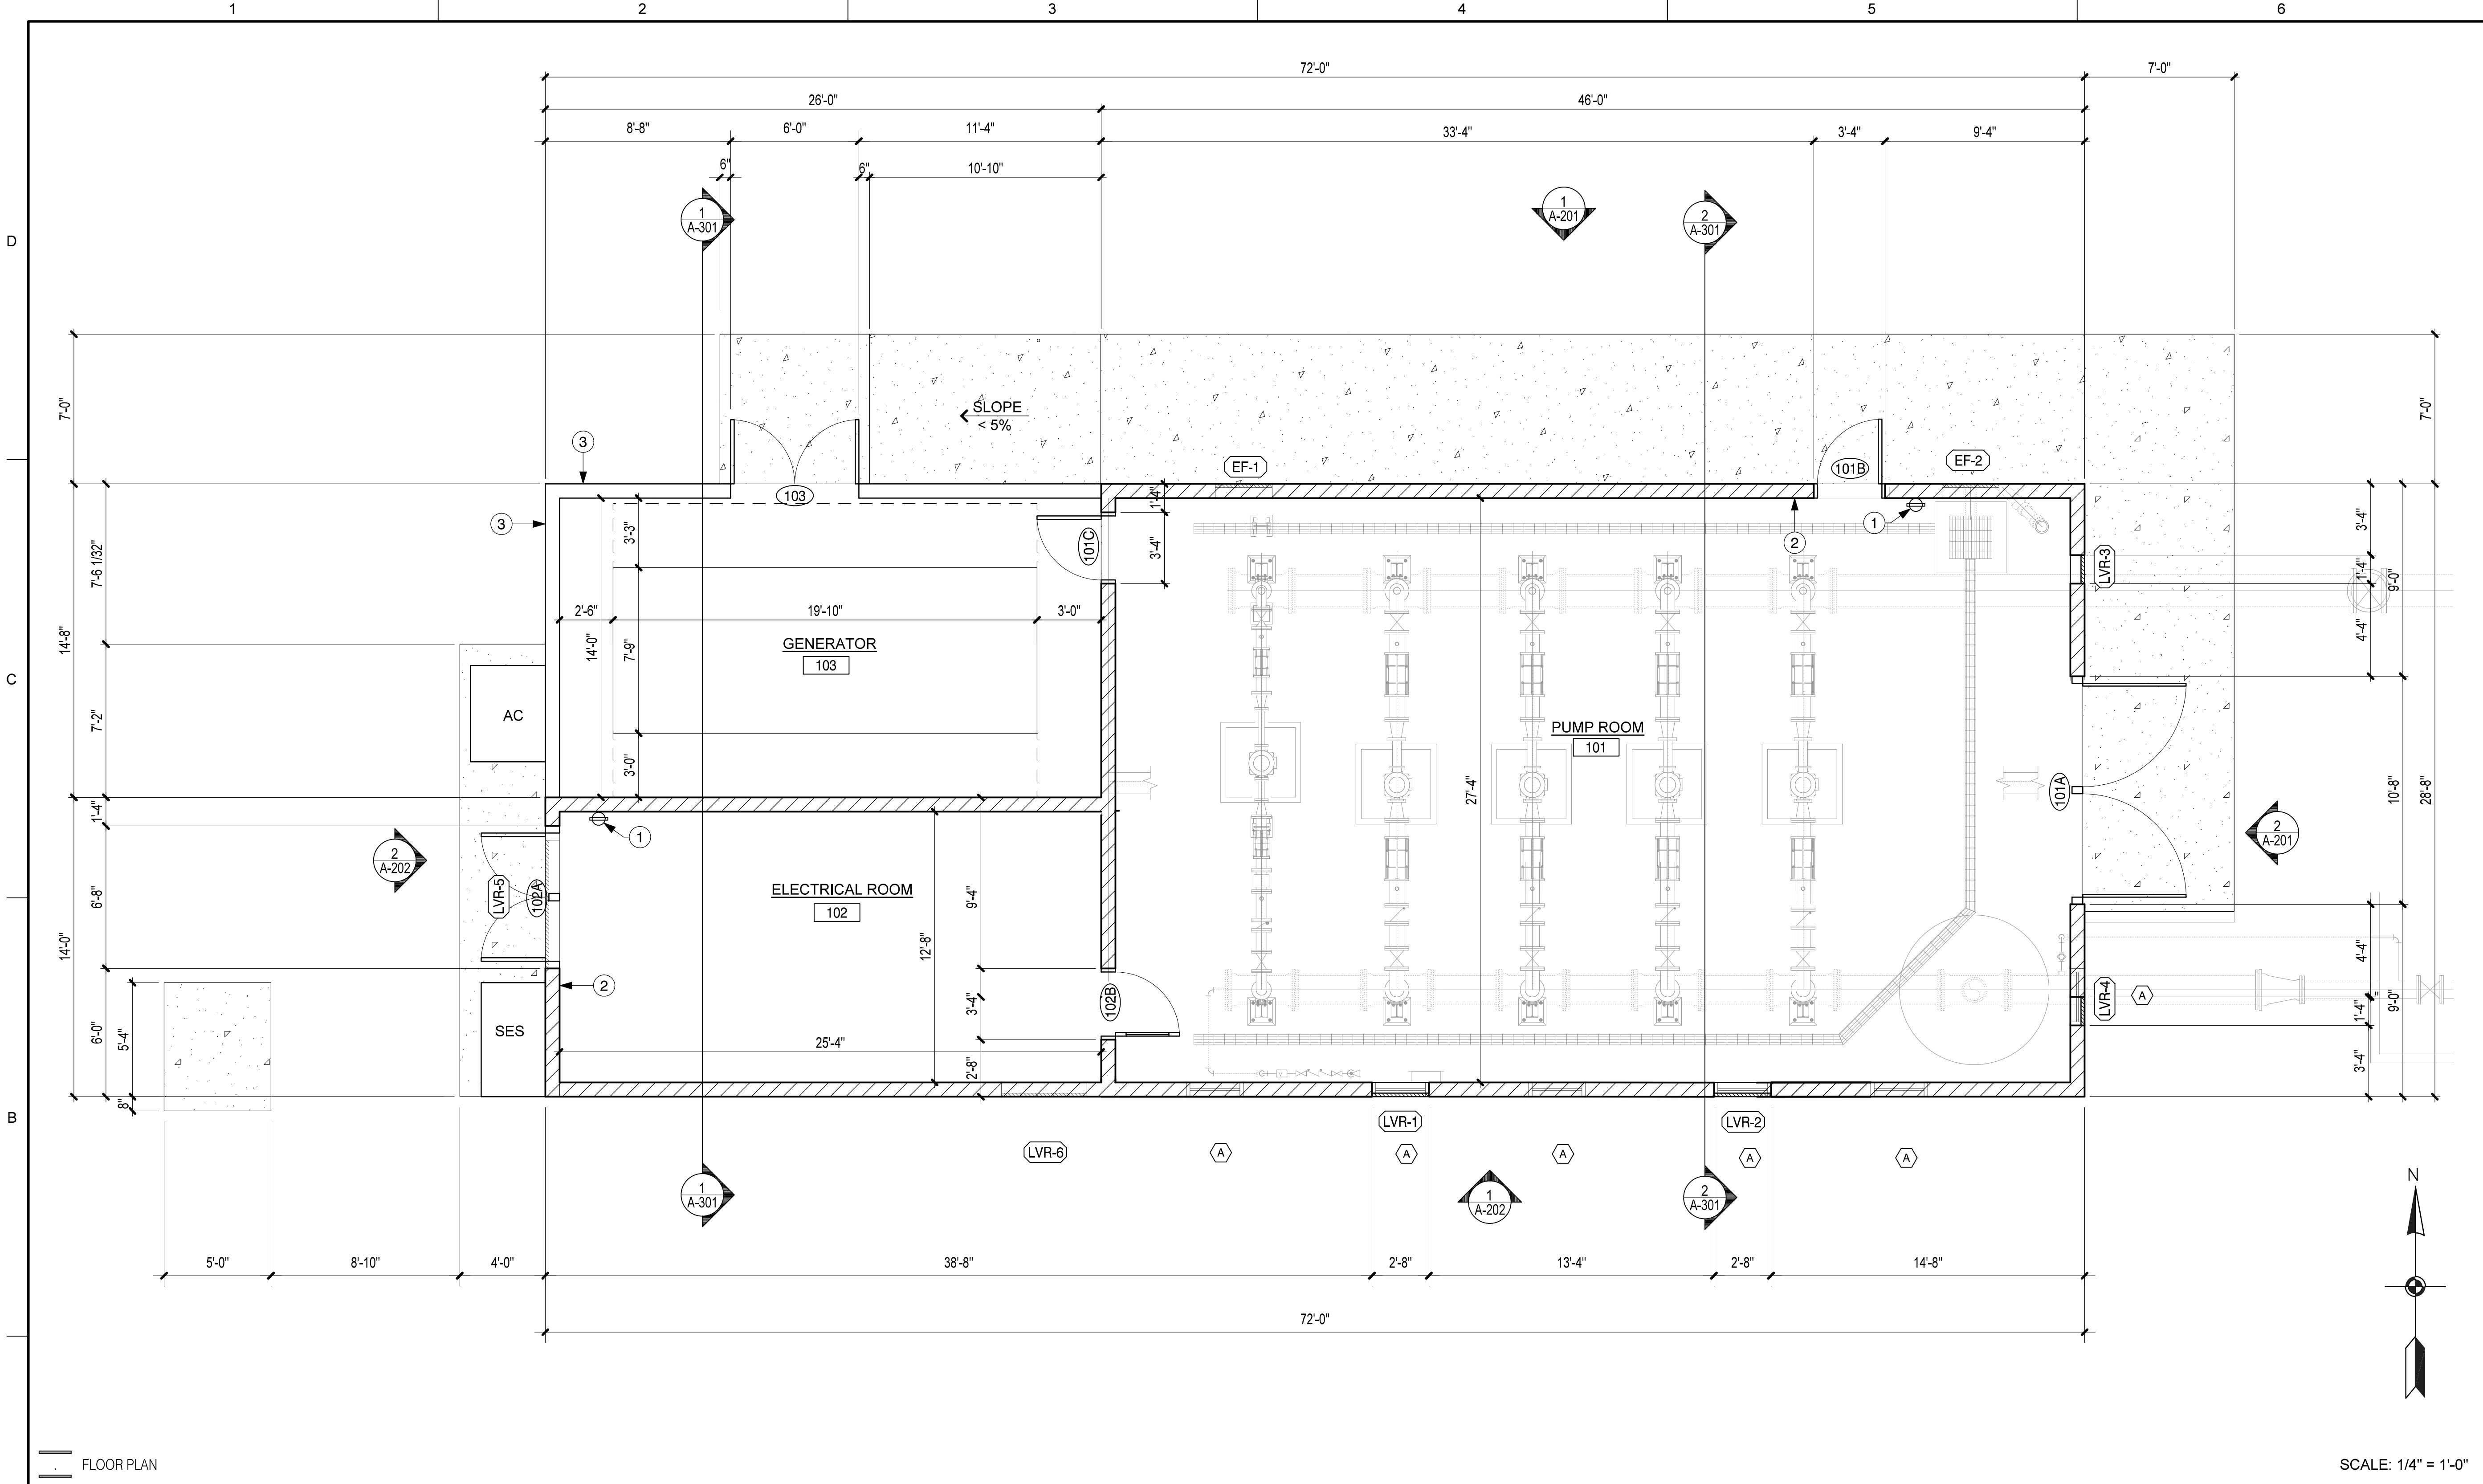 1 2 3 4 5 6
72'-0" 7'-0"
26'-0" 46'-0"
8'-8" 6'-0" 11'-4" 33'-4" 3'-4" 9'-4"
6" 6" 10'-10"
1
A-301
1
A-201
2
A-301
D
7'-0"
SLOPE
< 5%
7'-0"
3
EF-1
101B
EF-2
103
3
1'-4"
3'-4"
101C
2
1
3'-3"
3'-4"
1'-4"
4'-4"
9'-0"
LVR-3
7'-6 1/32"
14'-8"
2'-6" 19'-10" 3'-0"
14'-0"
7'-9"
GENERATOR
103
C
AC
7'-2"
PUMP ROOM
101
3'-0"
27'-4"
101A
10'-8"
28'-8"
1'-4"
1
2
A-202
2
A-201
LVR-5
102A
6'-8"
ELECTRICAL ROOM
102
9'-4"
12'-8"
14'-0"
2
102B
3'-4"
4'-4"
LVR-4
A
"
1'-4"
9'-0"
SES
6'-0"
5'-4"
25'-4"
2'-8"
3'-4"
M
8"
B
LVR-1
LVR-2
LVR-6
A
A
A
A
A
1
A-301
1
A-202
2
A-301
N
5'-0" 8'-10" 4'-0" 38'-8" 2'-8" 13'-4" 2'-8" 14'-8"
72'-0"
FLOOR PLAN
SCALE: 1/4" = 1'-0"